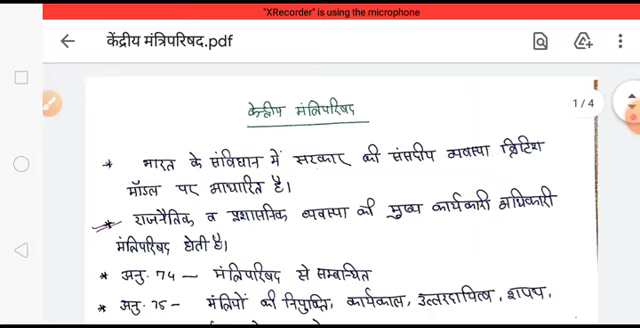 "XRecorder" is using the microphone
केंद्रीय मंत्रिपरिषद.pdf
1/4
केन्द्रीय मंत्रिपरिषद
* भारत के संविधान में सरकार की संसदीय व्यवस्था ब्रिटिश
मॉडल पर आधारित है।
* राजनैतिक व प्रशासनिक व्यवस्था की मुख्य कार्यकारी अधिकारी
मंत्रिपरिषद होती है।
* अनु. 74 – मंत्रिपरिषद से सम्बन्धित
* अनु. 75 – मंत्रियों की नियुक्ति, कार्यकाल, उत्तरदायित्व, शपथ,